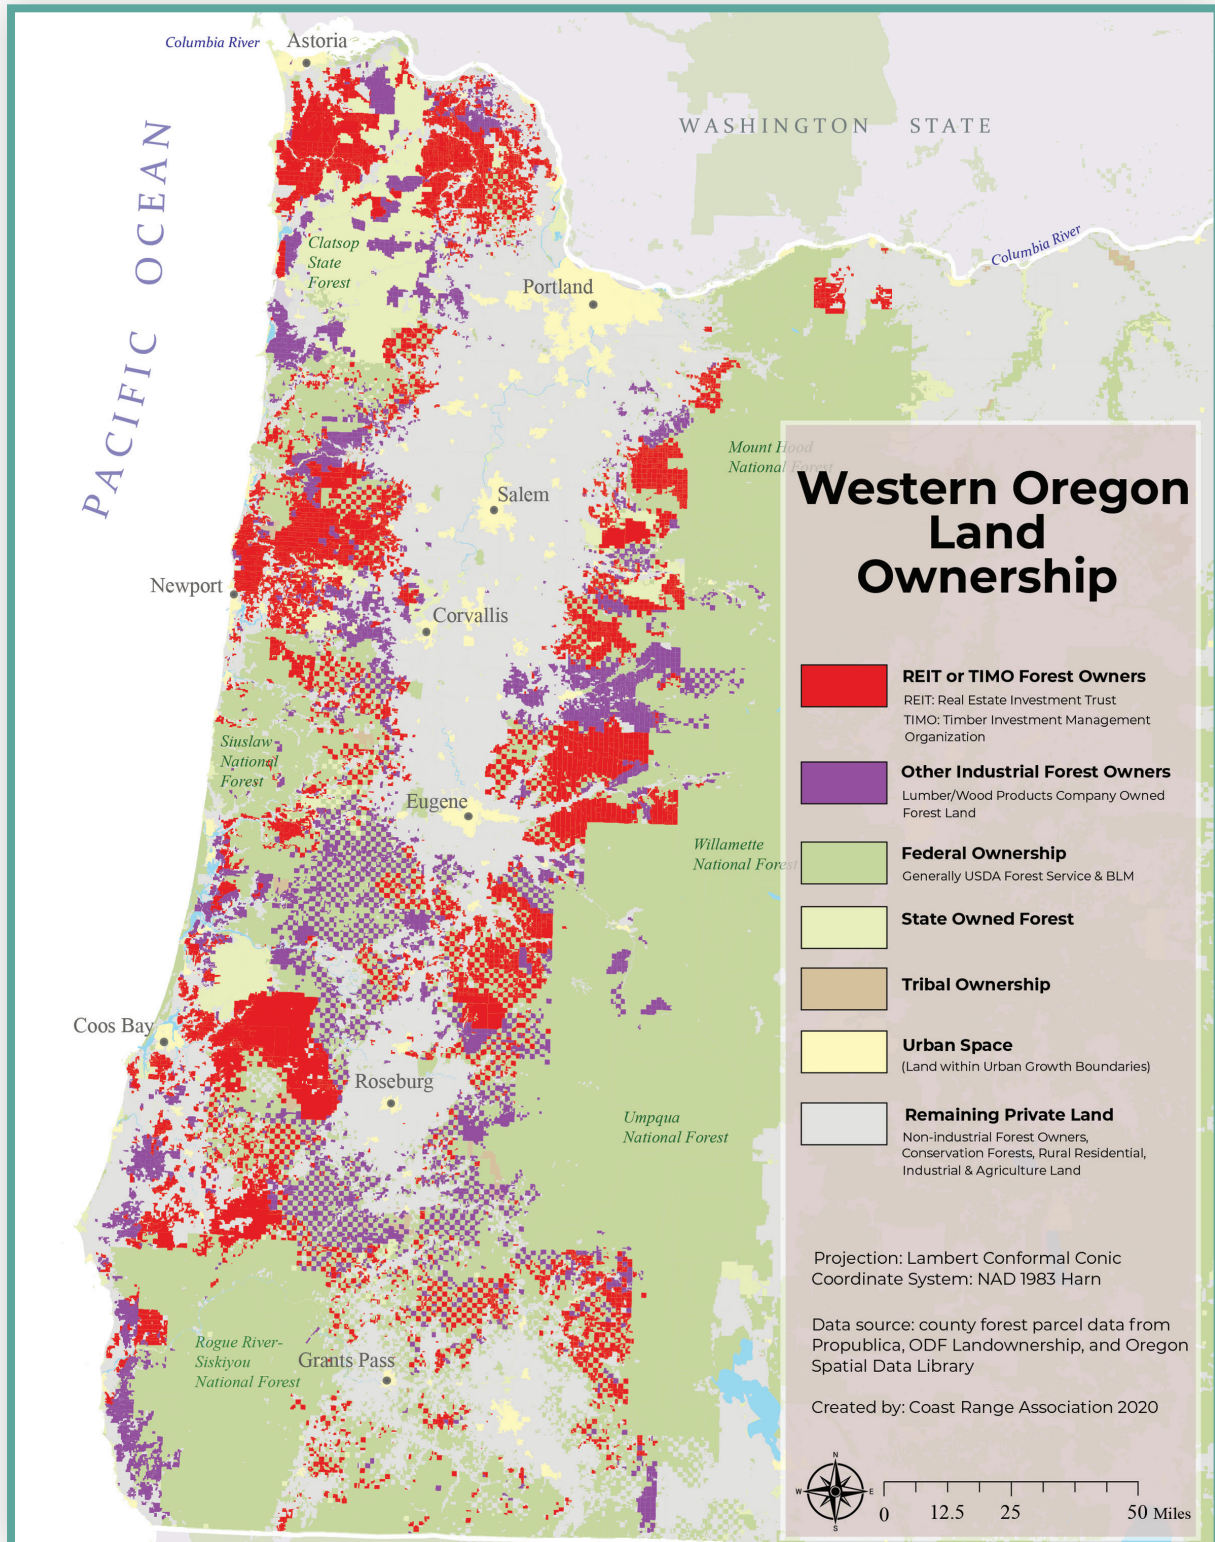 Columbia River
Astoria
WASHINGTON STATE
PACIFIC OCEAN
Columbia River
Clatsop
State
Forest
Portland
Mount Hood
National Forest
Western Oregon
Land
Ownership
Salem
Newport
Corvallis
REIT or TIMO Forest Owners
REIT: Real Estate Investment Trust
TIMO: Timber Investment Management
Organization
Siuslaw
National
Forest
Other Industrial Forest Owners
Lumber/Wood Products Company Owned
Forest Land
Eugene
Willamette
National Forest
Federal Ownership
Generally USDA Forest Service & BLM
State Owned Forest
Tribal Ownership
Coos Bay
Urban Space
(Land within Urban Growth Boundaries)
Roseburg
Umpqua
National Forest
Remaining Private Land
Non-industrial Forest Owners,
Conservation Forests, Rural Residential,
Industrial & Agriculture Land
Projection: Lambert Conformal Conic
Coordinate System: NAD 1983 Harn
Data source: county forest parcel data from
Propublica, ODF Landownership, and Oregon
Spatial Data Library
Rogue River-
Siskiyou
National Forest
Grants Pass
Created by: Coast Range Association 2020
N
W E
S
0 12.5 25 50 Miles